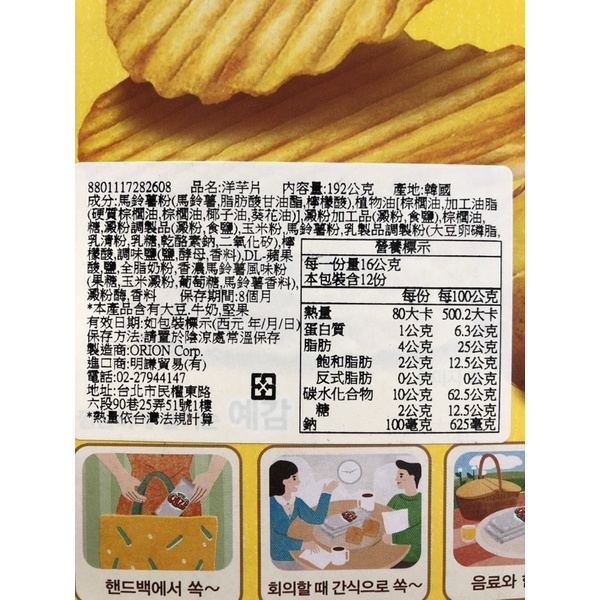 8801117282608 品名:洋芋片 內容量:192公克 產地:韓國
成分:馬鈴薯粉(馬鈴薯,脂肪酸甘油酯,檸檬酸),植物油[棕櫚油,加工油脂
(硬質棕櫚油,棕櫚油,椰子油,葵花油)],澱粉加工品(澱粉,食鹽),棕櫚油,
糖,澱粉調製品(澱粉,食鹽),玉米粉,馬鈴薯粉,乳製品調製粉(大豆卵磷脂,
乳清粉,乳糖,乾酪素鈉,二氧化矽),檸
檬酸,調味鹽(鹽,酵母,香料),DL-蘋果
酸,鹽,全脂奶粉,香濃馬鈴薯風味粉
(果糖,玉米澱粉,葡萄糖,馬鈴薯香料),
澱粉酶,香料 保存期間:8個月
*本產品含有大豆,牛奶,堅果
有效日期:如包裝標示(西元 年/月/日)
保存方法:請置於陰涼處常溫保存
製造商:ORION Corp.
進口商:明謙貿易(有)
電話:02-27944147
地址:台北市民權東路
六段90巷25弄51號1樓
*熱量依台灣法規計算
營養標示
每一份量16公克
本包裝含12份
每份 每100公克
熱量 80大卡 500.2大卡
蛋白質 1公克 6.3公克
脂肪 4公克 25公克
飽和脂肪 2公克 12.5公克
反式脂肪 0公克 0公克
碳水化合物 10公克 62.5公克
糖 2公克 12.5公克
鈉 100毫克 625毫克
예감
핸드백에서 쏙~
회의할 때 간식으로 쏙~
음료와